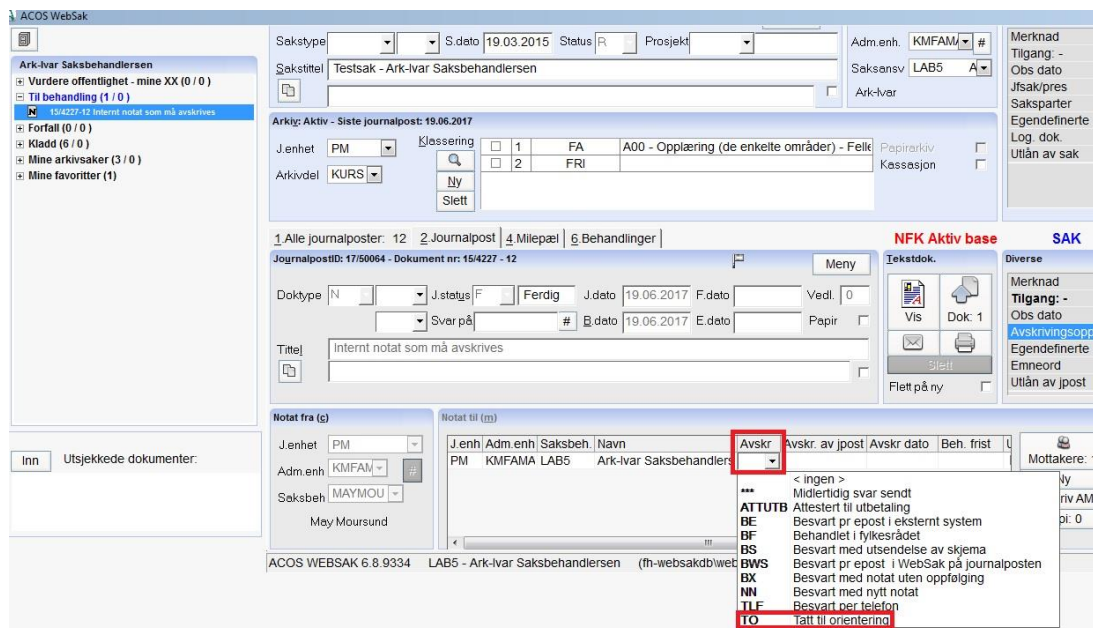 ACOS WebSak
Ark-Ivar Saksbehandlersen
Vurdere offentlighet - mine XX (0 / 0 )
Til behandling (1 / 0 )
15/4227-12 Internt notat som må avskrives
Forfall (0 / 0 )
Kladd (6 / 0 )
Mine arkivsaker (3 / 0 )
Mine favoritter (1)
Inn Utsjekkede dokumenter:
Sakstype S.dato 19.03.2015 Status R Prosjekt
Sakstittel Testsak - Ark-Ivar Saksbehandlersen
Adm.enh. KMFAMA #
Saksansv LAB5 A
Ark-Ivar
Merknad
Tilgang: -
Obs dato
Jfsak/pres
Saksparter
Egendefinerte
Log. dok.
Utlån av sak
Arkiv: Aktiv - Siste journalpost: 19.06.2017
J.enhet PM Klassering 1 FA A00 - Opplæring (de enkelte områder) - Felle Papirarkiv
2 FRI Kassasjon
Arkivdel KURS Ny
Slett
1.Alle journalposter: 12 2.Journalpost 4.Milepæl 6.Behandlinger NFK Aktiv base SAK
JournalpostID: 17/50064 - Dokument nr: 15/4227 - 12 Meny
Doktype N J.status F Ferdig J.dato 19.06.2017 F.dato Vedl. 0
Svar på # B.dato 19.06.2017 E.dato Papir
Tittel Internt notat som må avskrives
Tekstdok.
Vis Dok: 1
Slett
Flett på ny
Diverse
Merknad
Tilgang: -
Obs dato
Avskrivingsopp
Egendefinerte
Emneord
Utlån av jpost
Notat fra (c)
J.enhet PM
Adm.enh KMFAM #
Saksbeh MAYMOU
May Moursund
Notat til (m)
J.enh Adm.enh Saksbeh. Navn Avskr Avskr. av jpost Avskr dato Beh. frist
PM KMFAMA LAB5 Ark-Ivar Saksbehandlers
Mottakere: 1
Ny
riv AM
pi: 0
< ingen >
*** Midlertidig svar sendt
ATTUTB Attestert til utbetaling
BE Besvart pr epost i eksternt system
BF Behandlet i fylkesrådet
BS Besvart med utsendelse av skjema
BWS Besvart pr epost i WebSak på journalposten
BX Besvart med notat uten oppfølging
NN Besvart med nytt notat
TLF Besvart per telefon
TO Tatt til orientering
ACOS WEBSAK 6.8.9334 LAB5 - Ark-Ivar Saksbehandlersen (fh-websakdb\web